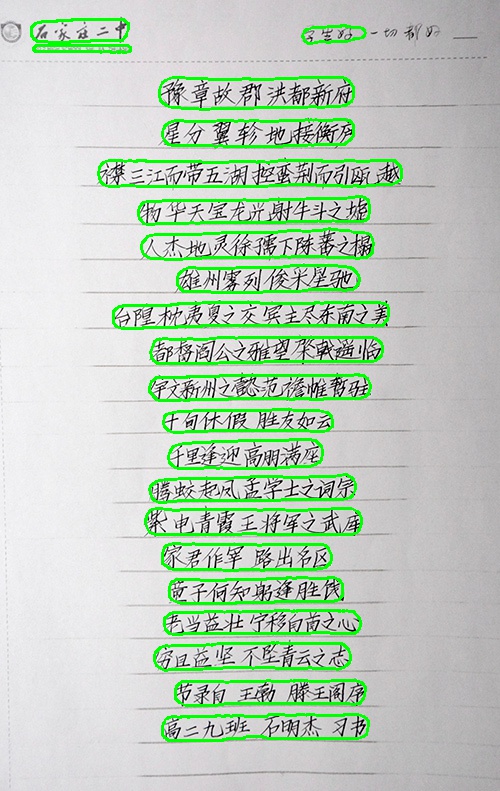 石家庄二中 学生好 一切都好
豫章故郡 洪都新府
星分翼轸 地接衡庐
襟三江而带五湖 控蛮荆而引瓯越
物华天宝 龙光射牛斗之墟
人杰地灵 徐孺下陈蕃之榻
雄州雾列 俊采星驰
台隍枕夷夏之交 宾主尽东南之美
都督阎公之雅望 棨戟遥临
宇文新州之懿范 襜帷暂驻
十旬休假 胜友如云
千里逢迎 高朋满座
腾蛟起凤 孟学士之词宗
紫电青霞 王将军之武库
家君作宰 路出名区
童子何知 躬逢胜饯
老当益壮 宁移白首之心
穷且益坚 不坠青云之志
节录自 王勃 滕王阁序
高二九班 石明杰 习书